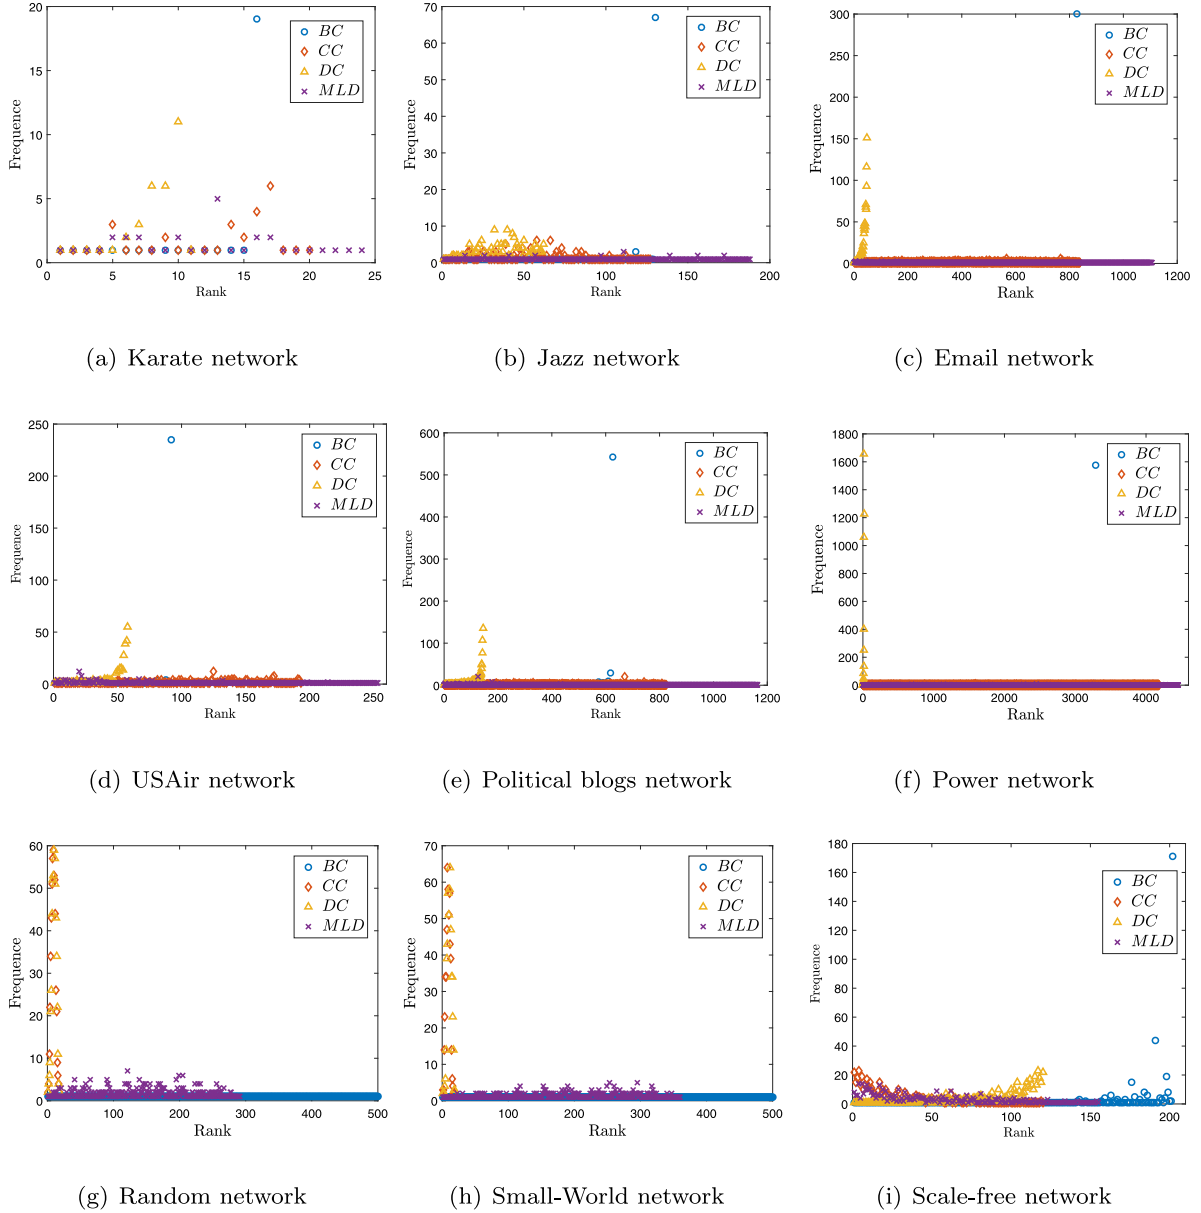 20
15
10
5
0
Frequence
0 5 10 15 20 25
Rank
BC
CC
DC
MLD
(a) Karate network
70
60
50
40
30
20
10
0
Frequence
0 50 100 150 200
Rank
BC
CC
DC
MLD
(b) Jazz network
300
250
200
150
100
50
0
Frequence
0 200 400 600 800 1000 1200
Rank
BC
CC
DC
MLD
(c) Email network
250
200
150
100
50
0
Frequence
0 50 100 150 200 250
Rank
BC
CC
DC
MLD
(d) USAir network
600
500
400
300
200
100
0
Frequence
0 200 400 600 800 1000 1200
Rank
BC
CC
DC
MLD
(e) Political blogs network
1800
1600
1400
1200
1000
800
600
400
200
0
Frequence
0 1000 2000 3000 4000
Rank
BC
CC
DC
MLD
(f) Power network
60
50
40
30
20
10
0
Frequence
0 100 200 300 400 500
Rank
BC
CC
DC
MLD
(g) Random network
70
60
50
40
30
20
10
0
Frequence
0 100 200 300 400 500
Rank
BC
CC
DC
MLD
(h) Small-World network
180
160
140
120
100
80
60
40
20
0
Frequence
0 50 100 150 200
Rank
BC
CC
DC
MLD
(i) Scale-free network